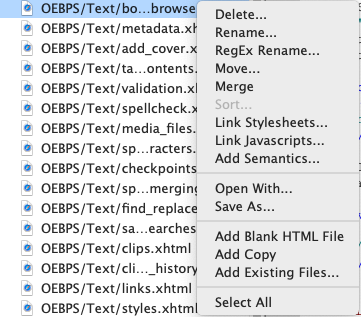 OEBPS/Text/bo...browse
OEBPS/Text/metadata.xh
OEBPS/Text/add_cover.x
OEBPS/Text/ta...ontents.
OEBPS/Text/validation.xh
OEBPS/Text/spellcheck.x
OEBPS/Text/media_files.
OEBPS/Text/sp...racters.
OEBPS/Text/checkpoints
OEBPS/Text/sp...merging
OEBPS/Text/find_replace
OEBPS/Text/sa...earches
OEBPS/Text/clips.xhtml
OEBPS/Text/cli..._history
OEBPS/Text/links.xhtml
OEBPS/Text/styles.xhtml
Delete...
Rename...
RegEx Rename...
Move...
Merge
Sort...
Link Stylesheets...
Link Javascripts...
Add Semantics...
Open With...
Save As...
Add Blank HTML File
Add Copy
Add Existing Files...
Select All